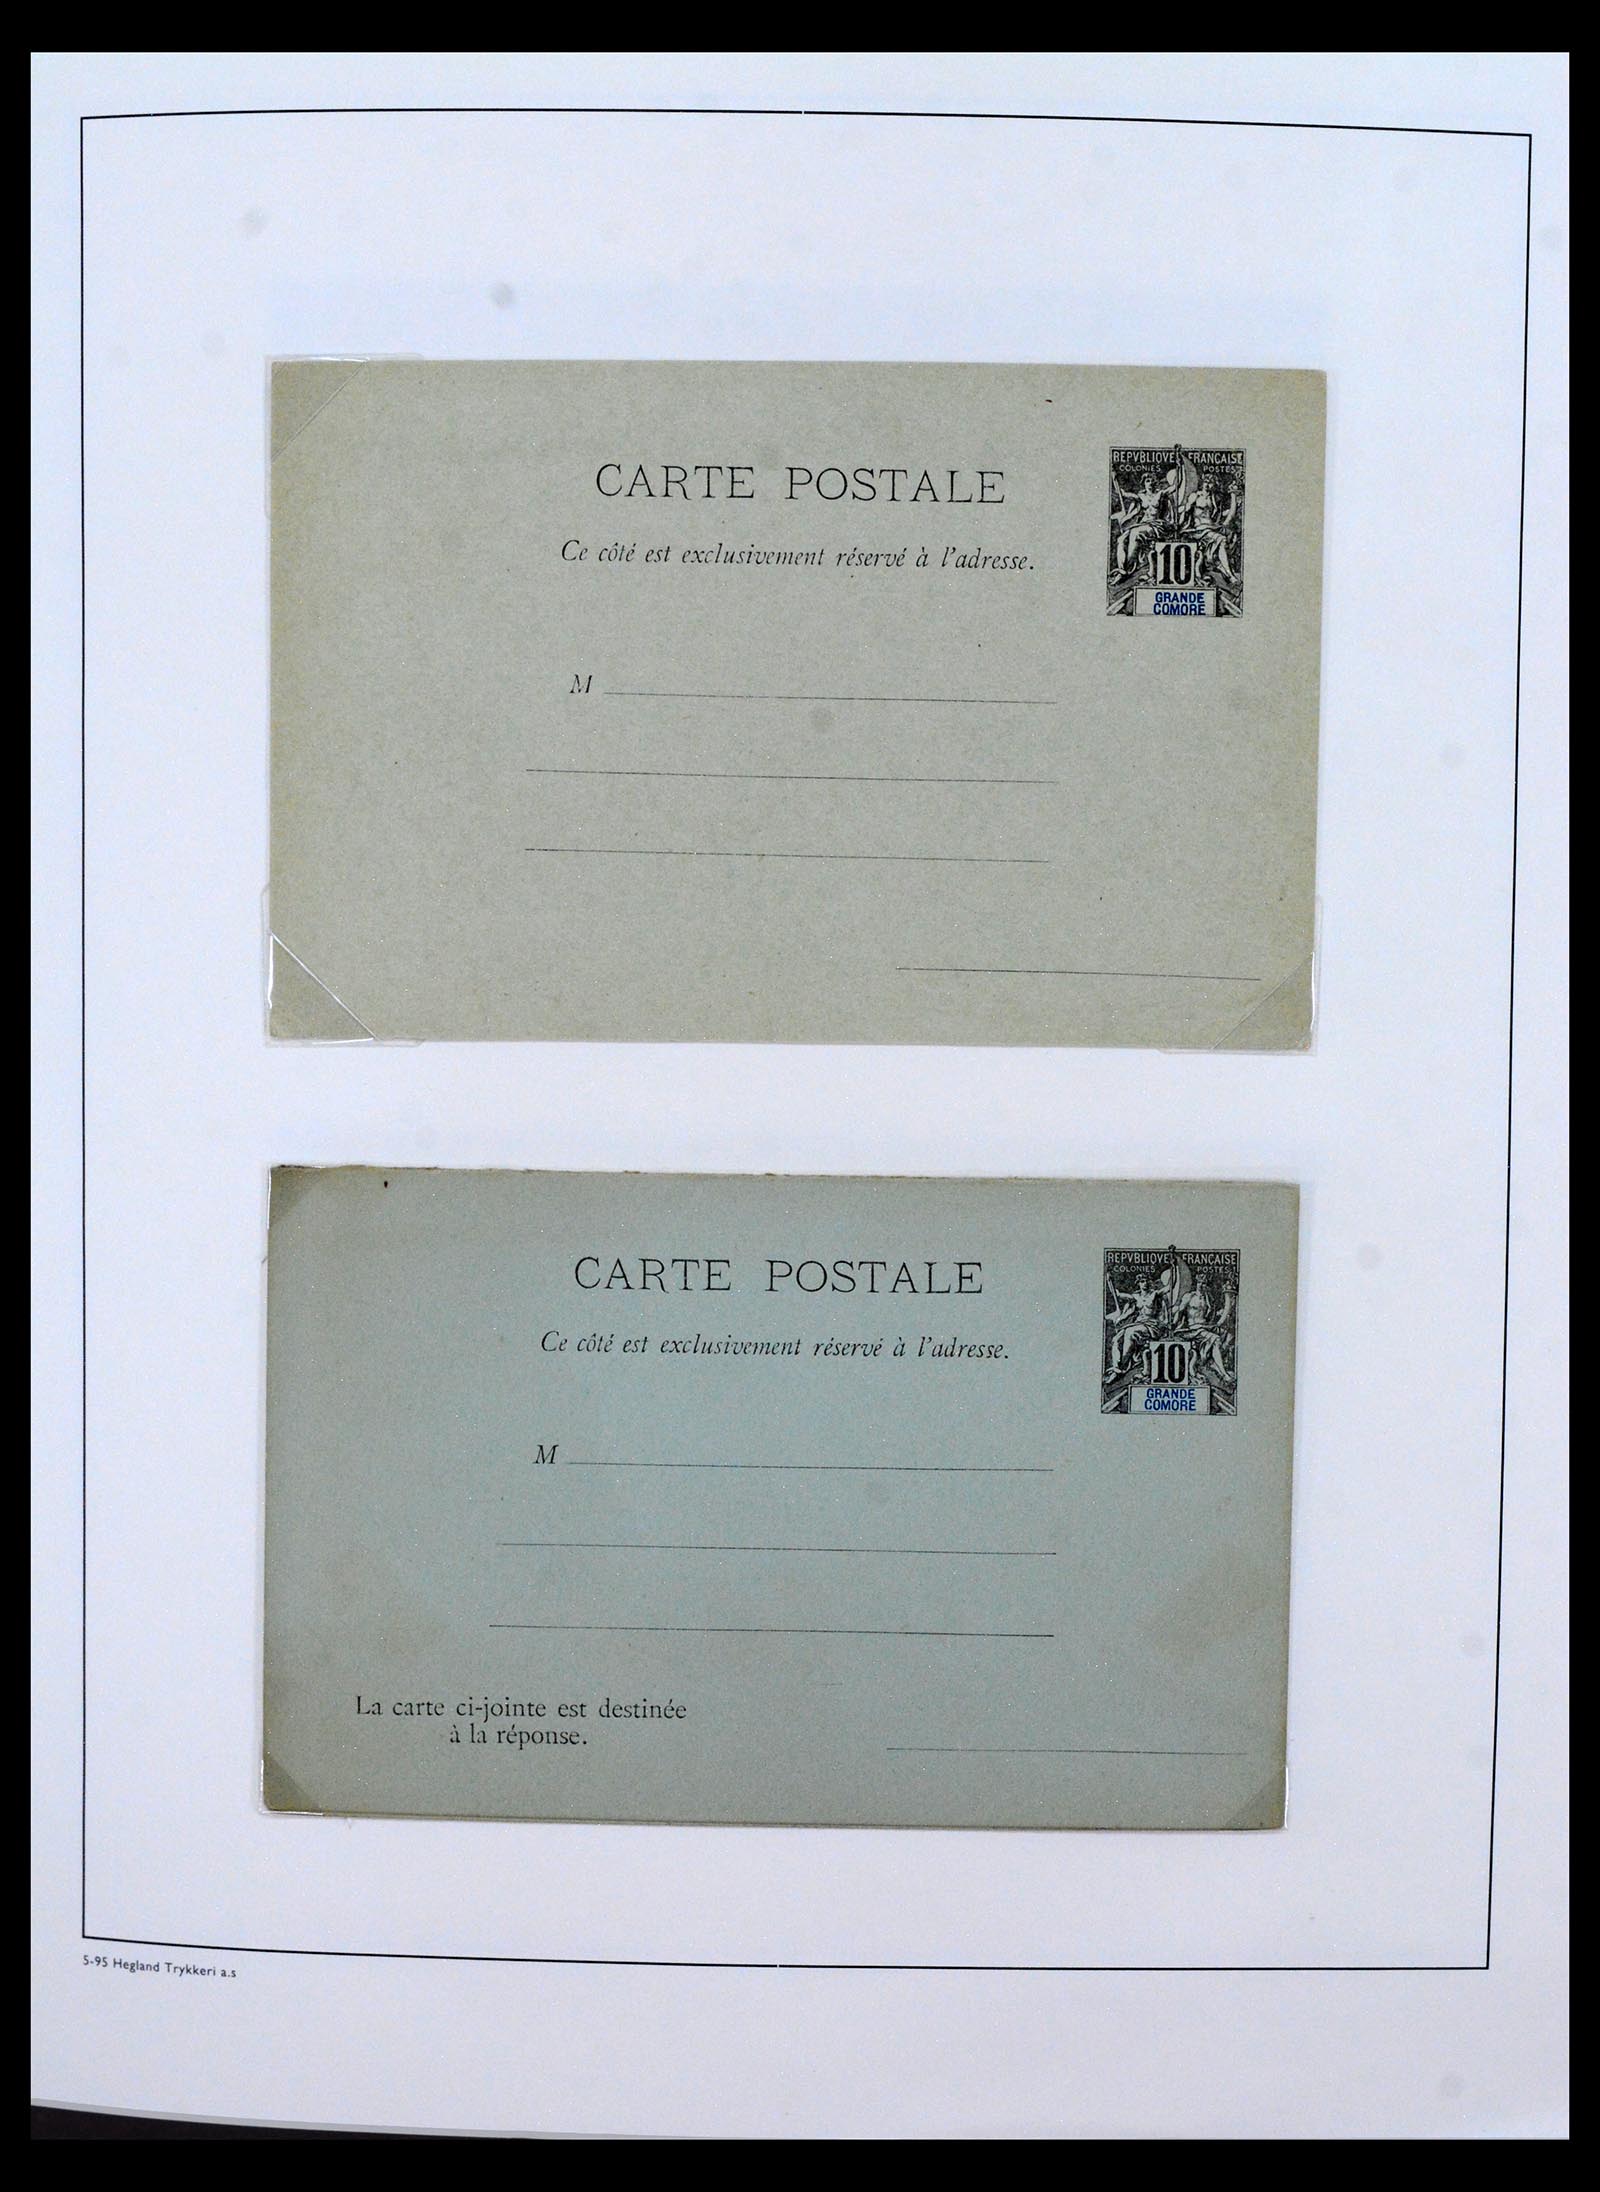 CARTE POSTALE
Ce côté est exclusivement réservé à l'adresse.
REPVBLIQVE FRANÇAISE
COLONIES POSTES
10
GRANDE
COMORE
M
CARTE POSTALE
Ce côté est exclusivement réservé à l'adresse.
REPVBLIQVE FRANÇAISE
COLONIES POSTES
10
GRANDE
COMORE
M
La carte ci-jointe est destinée
à la réponse.
5-95 Hegland Trykkeri a.s